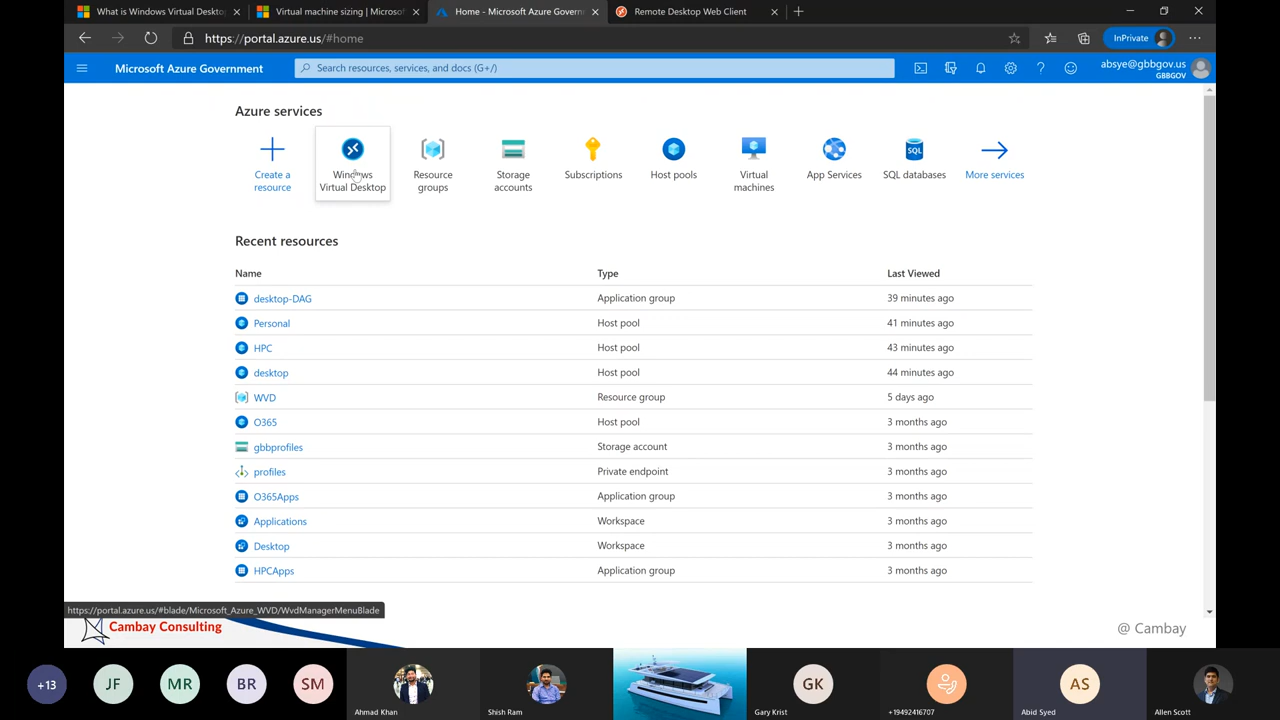 What is Windows Virtual Deskto
Virtual machine sizing | Microsof
Home - Microsoft Azure Governm
Remote Desktop Web Client
https://portal.azure.us/#home
InPrivate
Microsoft Azure Government
Search resources, services, and docs (G+/)
absye@gbbgov.us
GBBGOV
Azure services
Create a resource
Windows Virtual Desktop
Resource groups
Storage accounts
Subscriptions
Host pools
Virtual machines
App Services
SQL
SQL databases
More services
Recent resources
Name Type Last Viewed
desktop-DAG Application group 39 minutes ago
Personal Host pool 41 minutes ago
HPC Host pool 43 minutes ago
desktop Host pool 44 minutes ago
WVD Resource group 5 days ago
O365 Host pool 3 months ago
gbbprofiles Storage account 3 months ago
profiles Private endpoint 3 months ago
O365Apps Application group 3 months ago
Applications Workspace 3 months ago
Desktop Workspace 3 months ago
HPCApps Application group 3 months ago
https://portal.azure.us/#blade/Microsoft_Azure_WVD/WvdManagerMenuBlade
Cambay Consulting
@ Cambay
+13
JF
MR
BR
SM
Ahmad Khan
Shish Ram
GK
Gary Krist
+19492416707
AS
Abid Syed
Allen Scott